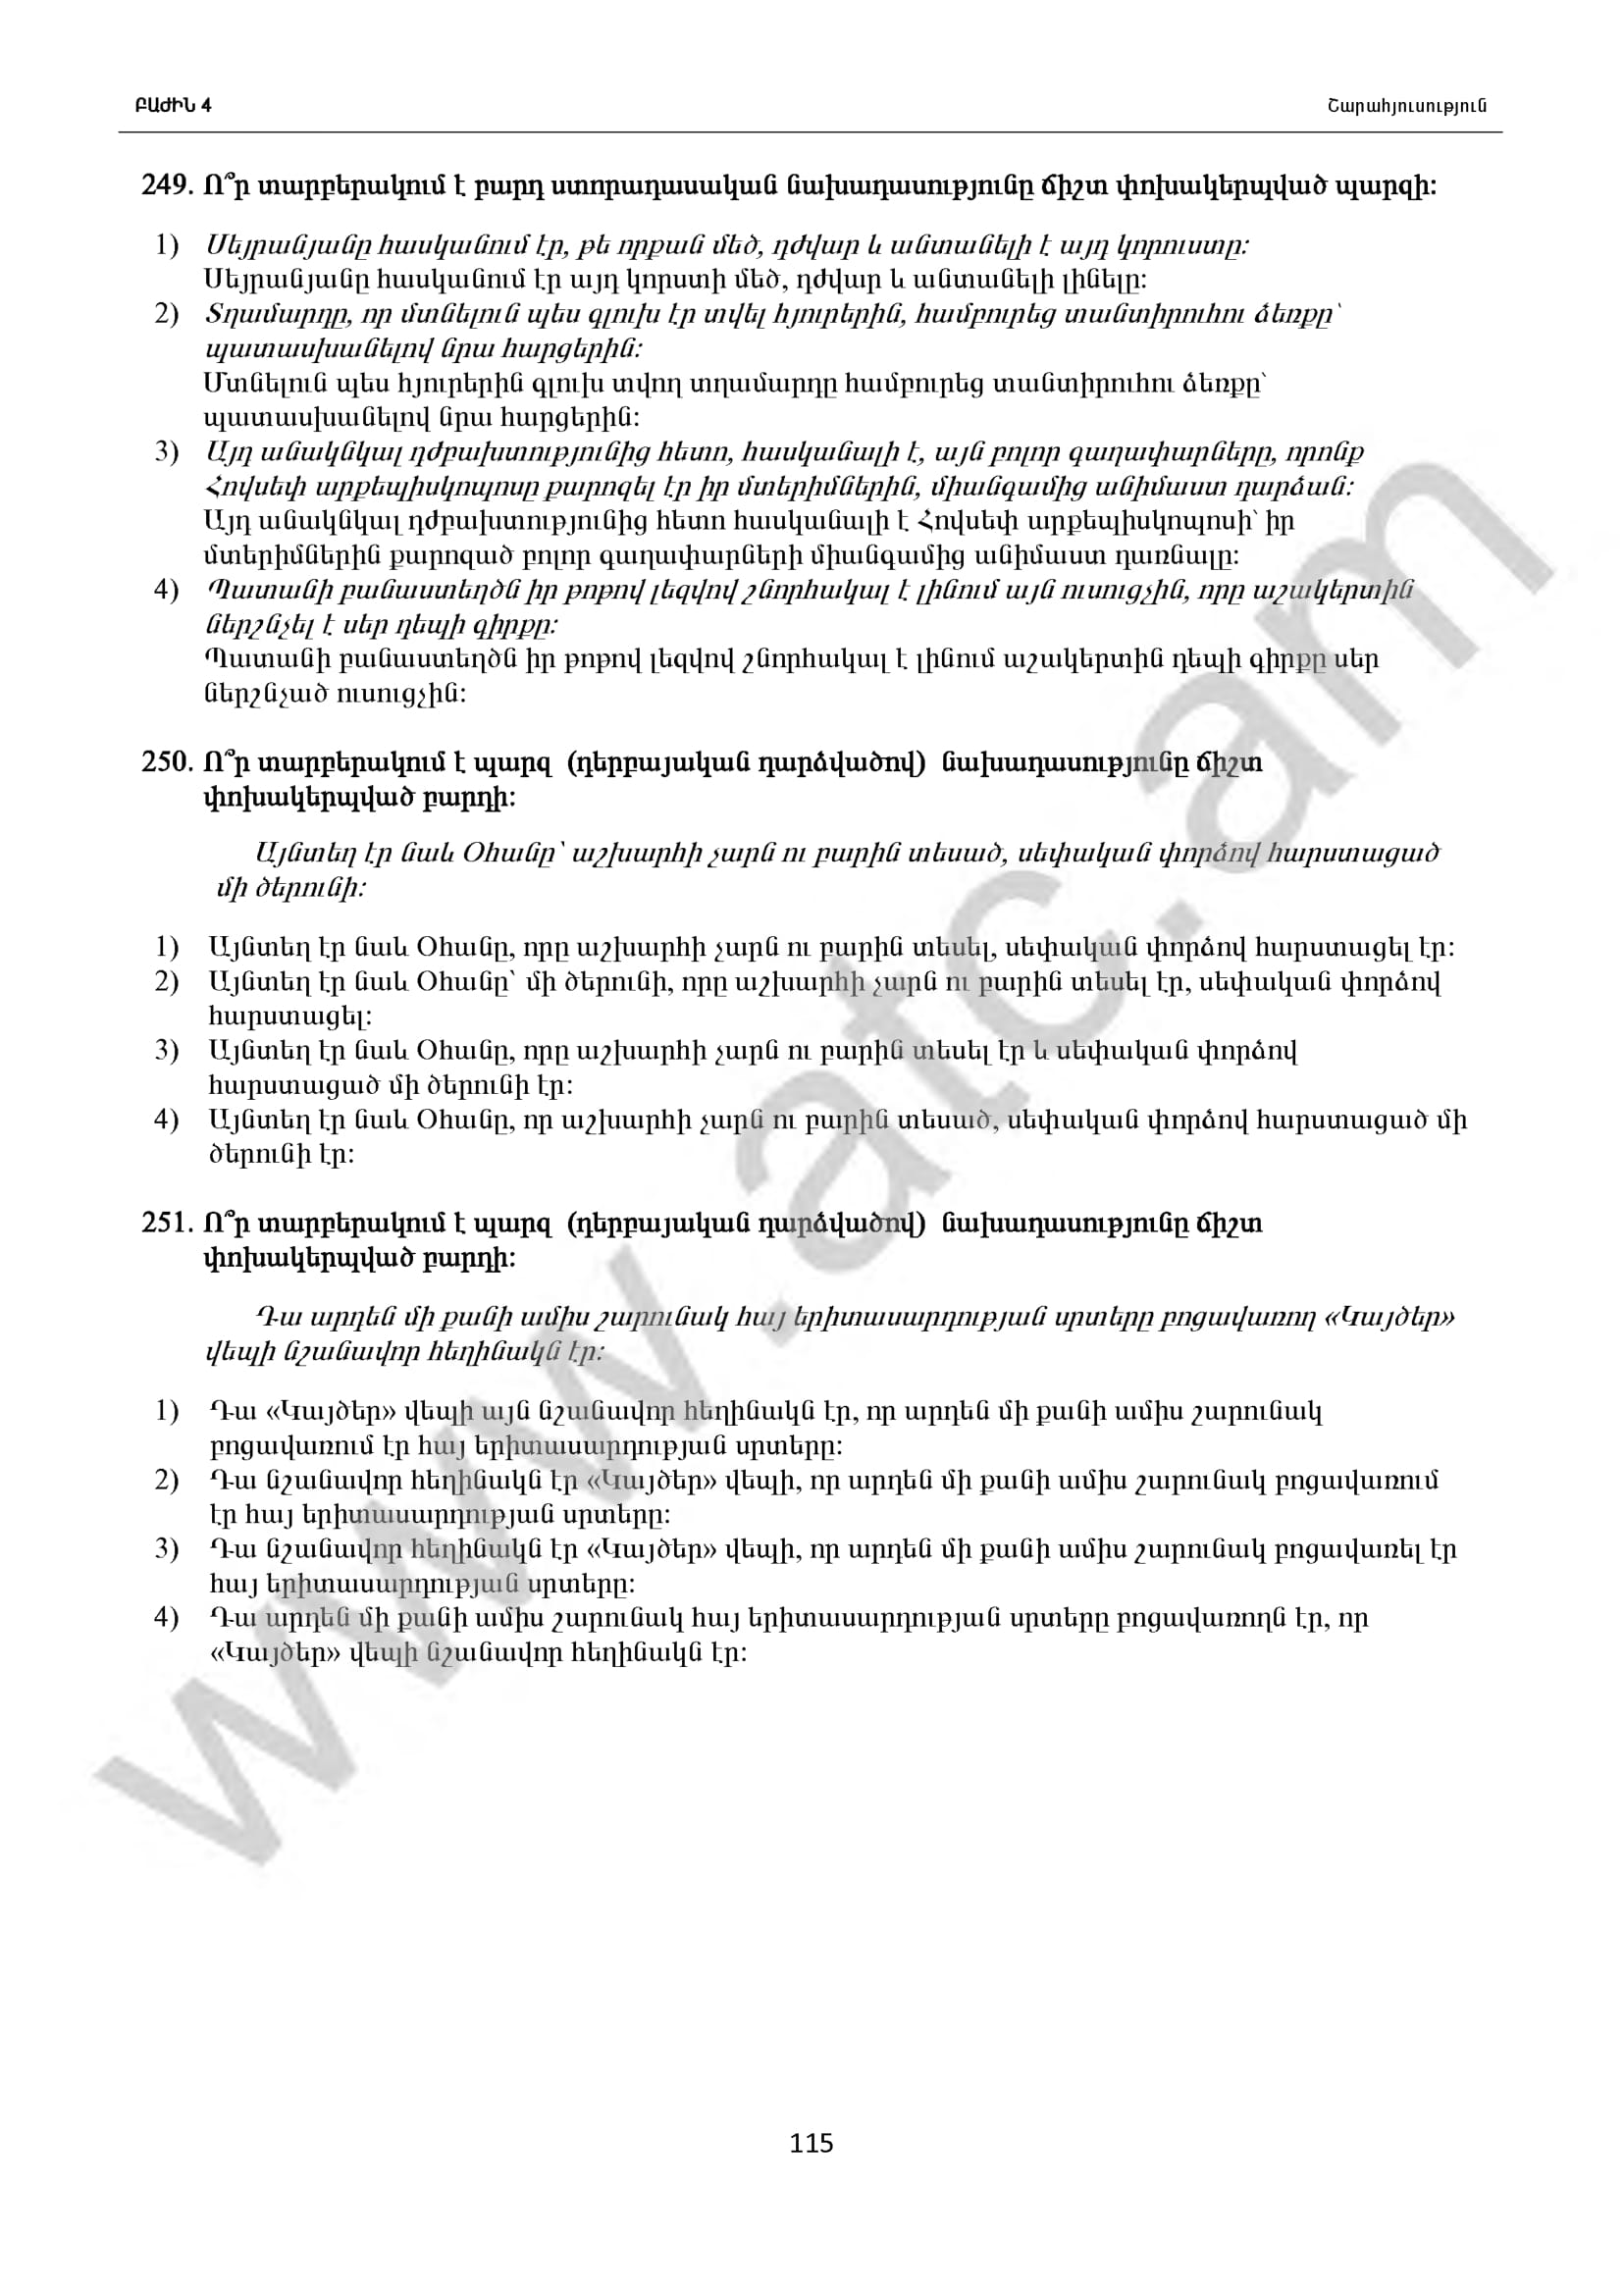 ԲԱԺԻՆ 4 Շարահյուսություն
249. Ո՞ր տարբերակում է բարդ ստորադասական նախադասությունը ճիշտ փոխակերպված պարզի:
1) Սեյրանյանը հասկանում էր, թե որքան մեծ, դժվար և անտանելի է այդ կորուստը:
Սեյրանյանը հասկանում էր այդ կորստի մեծ, դժվար և անտանելի լինելը:
2) Տղամարդը, որ մտնելուն պես գլուխ էր տվել հյուրերին, համբուրեց տանտիրուհու ձեռքը՝
պատասխանելով նրա հարցերին:
Մտնելուն պես հյուրերին գլուխ տվող տղամարդը համբուրեց տանտիրուհու ձեռքը՝
պատասխանելով նրա հարցերին:
3) Այդ անակնկալ դժբախտությունից հետո, հասկանալի է, այն բոլոր գաղափարները, որոնք
Հովսեփ արքեպիսկոպոսը քարոզել էր իր մտերիմներին, միանգամից անիմաստ դարձան:
Այդ անակնկալ դժբախտությունից հետո հասկանալի է Հովսեփ արքեպիսկոպոսի՝ իր
մտերիմներին քարոզած բոլոր գաղափարների միանգամից անիմաստ դառնալը:
4) Պատանի բանաստեղծն իր թոթով լեզվով շնորհակալ է լինում այն ուսուցչին, որը աշակերտին
ներշնչել է սեր դեպի գիրքը:
Պատանի բանաստեղծն իր թոթով լեզվով շնորհակալ է լինում աշակերտին դեպի գիրքը սեր
ներշնչած ուսուցչին:
250. Ո՞ր տարբերակում է պարզ (դերբայական դարձվածով) նախադասությունը ճիշտ
փոխակերպված բարդի:
Այնտեղ էր նաև Օհանը՝ աշխարհի չարն ու բարին տեսած, սեփական փորձով հարստացած
մի ծերունի:
1) Այնտեղ էր նաև Օհանը, որը աշխարհի չարն ու բարին տեսել, սեփական փորձով հարստացել էր:
2) Այնտեղ էր նաև Օհանը՝ մի ծերունի, որը աշխարհի չարն ու բարին տեսել էր, սեփական փորձով
հարստացել:
3) Այնտեղ էր նաև Օհանը, որը աշխարհի չարն ու բարին տեսել էր և սեփական փորձով
հարստացած մի ծերունի էր:
4) Այնտեղ էր նաև Օհանը, որ աշխարհի չարն ու բարին տեսած, սեփական փորձով հարստացած մի
ծերունի էր:
251. Ո՞ր տարբերակում է պարզ (դերբայական դարձվածով) նախադասությունը ճիշտ
փոխակերպված բարդի:
Դա արդեն մի քանի ամիս շարունակ հայ երիտասարդության սրտերը բոցավառող «Կայծեր»
վեպի նշանավոր հեղինակն էր:
1) Դա «Կայծեր» վեպի այն նշանավոր հեղինակն էր, որ արդեն մի քանի ամիս շարունակ
բոցավառում էր հայ երիտասարդության սրտերը:
2) Դա նշանավոր հեղինակն էր «Կայծեր» վեպի, որ արդեն մի քանի ամիս շարունակ բոցավառում
էր հայ երիտասարդության սրտերը:
3) Դա նշանավոր հեղինակն էր «Կայծեր» վեպի, որ արդեն մի քանի ամիս շարունակ բոցավառել էր
հայ երիտասարդության սրտերը:
4) Դա արդեն մի քանի ամիս շարունակ հայ երիտասարդության սրտերը բոցավառողն էր, որ
«Կայծեր» վեպի նշանավոր հեղինակն էր:
www.atc.am
115